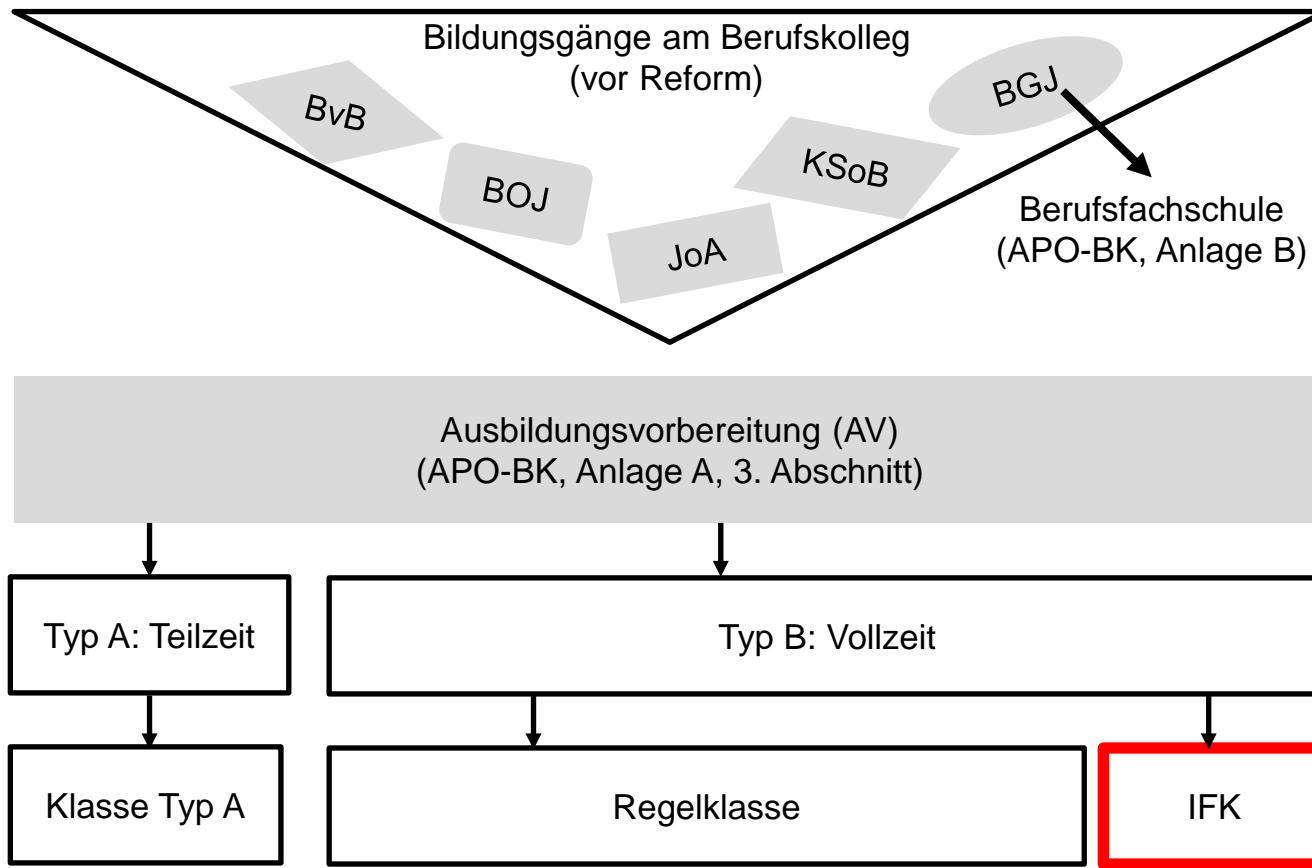 Bildungsgänge am Berufskolleg
(vor Reform)
BvB
BOJ
JoA
KSoB
BGJ
Berufsfachschule
(APO-BK, Anlage B)
Ausbildungsvorbereitung (AV)
(APO-BK, Anlage A, 3. Abschnitt)
Typ A: Teilzeit
Typ B: Vollzeit
Klasse Typ A
Regelklasse
IFK